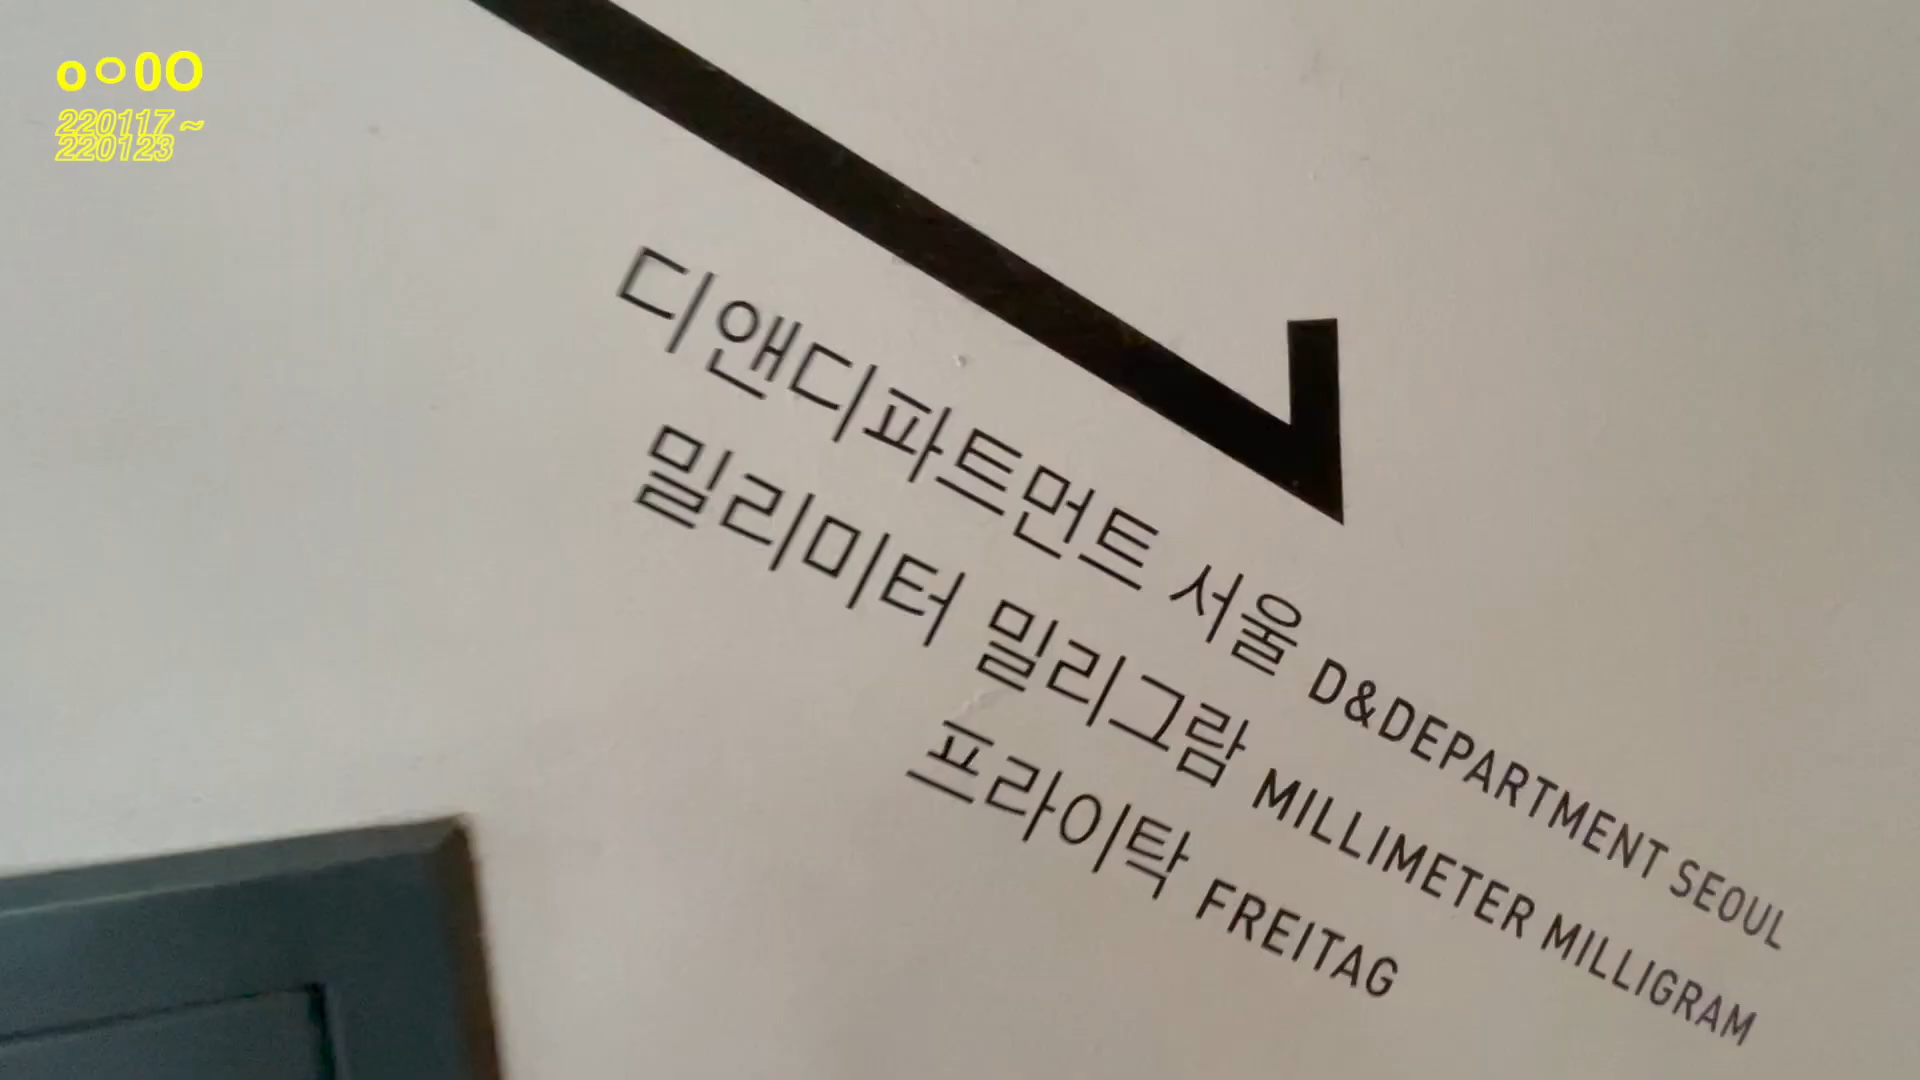 oㅇ0O
220117 ~
220123
디앤디파트먼트 서울 D&DEPARTMENT SEOUL
밀리미터 밀리그람 MILLIMETER MILLIGRAM
프라이탁 FREITAG